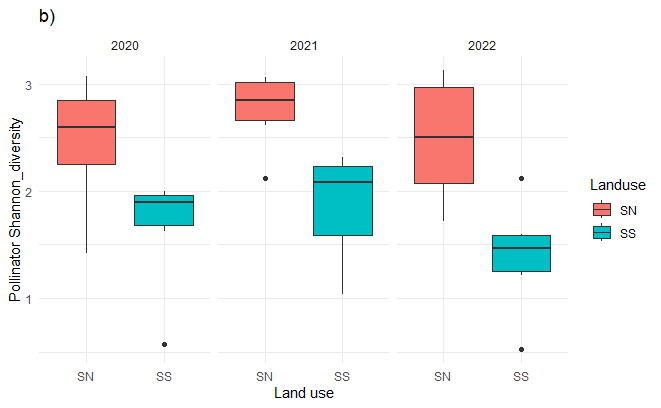 b)
2020 2021 2022
Pollinator Shannon_diversity
3
2
1
SN SS SN SS SN SS
Land use
Landuse
SN
SS